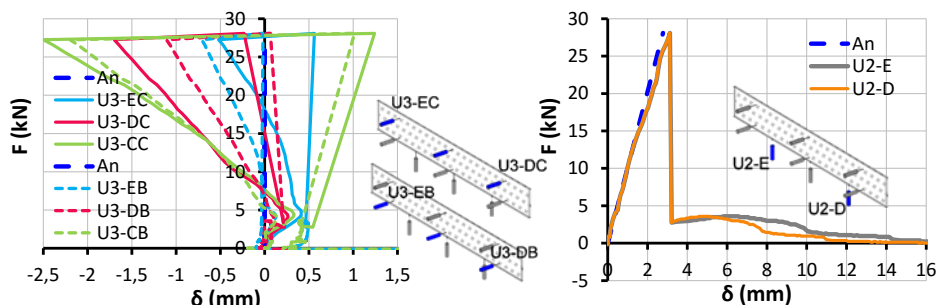 30
25
20
15
10
5
0
F (kN)
-2,5
-2
-1,5
-1
-0,5
0
0,5
1
1,5
δ (mm)
An
U3-EC
U3-DC
U3-CC
An
U3-EB
U3-DB
U3-CB
U3-EC
U3-DC
U3-EB
U3-DB
30
25
20
15
10
5
0
-5
F (kN)
0
2
4
6
8
10
12
14
16
δ (mm)
An
U2-E
U2-D
U2-E
U2-D